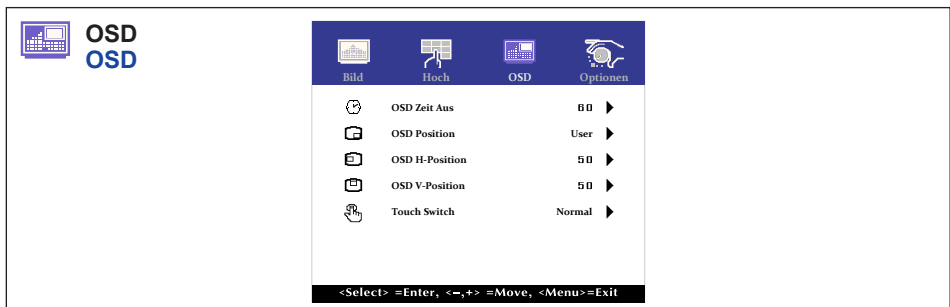 OSD
OSD
Bild Hoch OSD Optionen
OSD Zeit Aus 60
OSD Position User
OSD H-Position 50
OSD V-Position 50
Touch Switch Normal
<Select> =Enter, <–,+> =Move, <Menu>=Exit